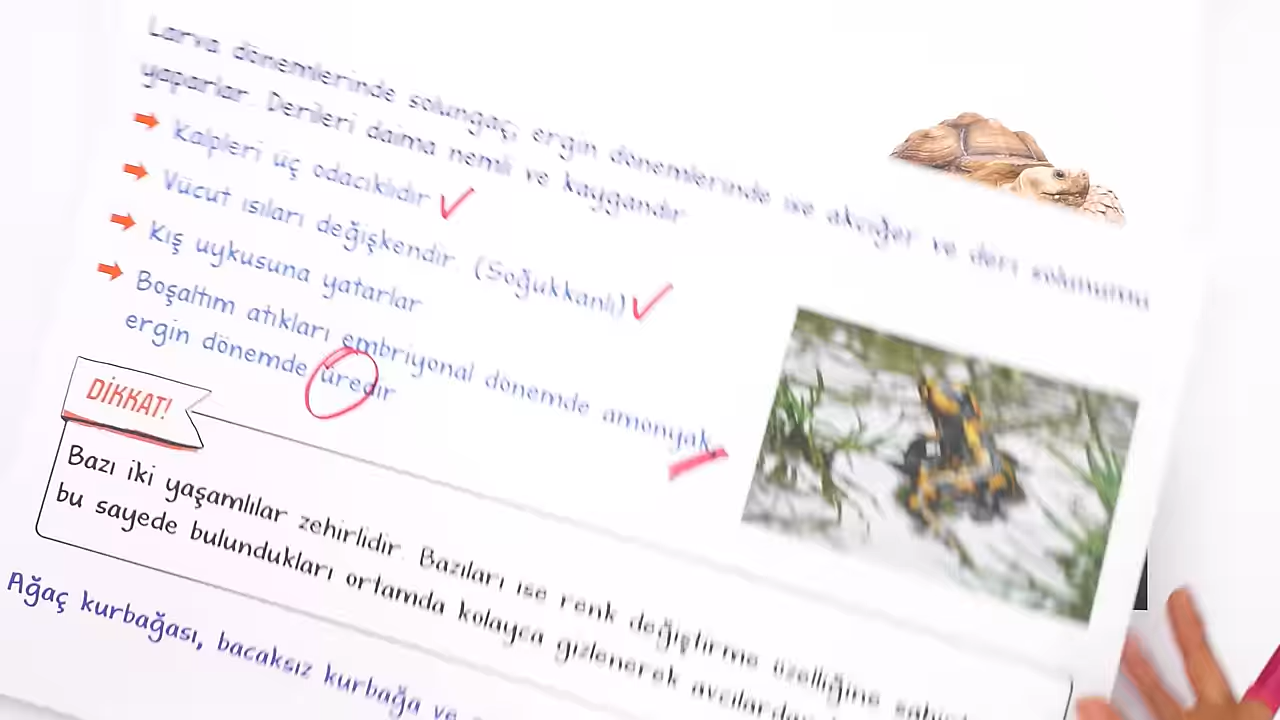 Larva dönemlerinde solungaç, ergin dönemlerinde ise akciğer ve deri solunumu
yaparlar. Derileri daima nemli ve kaygandır
Kalpleri üç odacıklıdır
Vücut ısıları değişkendir. (Soğukkanlı)
Kış uykusuna yatarlar
Boşaltım atıkları embriyonal dönemde amonyak,
ergin dönemde üredir
DİKKAT!
Bazı iki yaşamlılar zehirlidir. Bazıları ise renk değiştirme özelliğine
bu sayede bulundukları ortamda kolayca gizlenerek
Ağaç kurbağası, bacaksız kurbağa ve